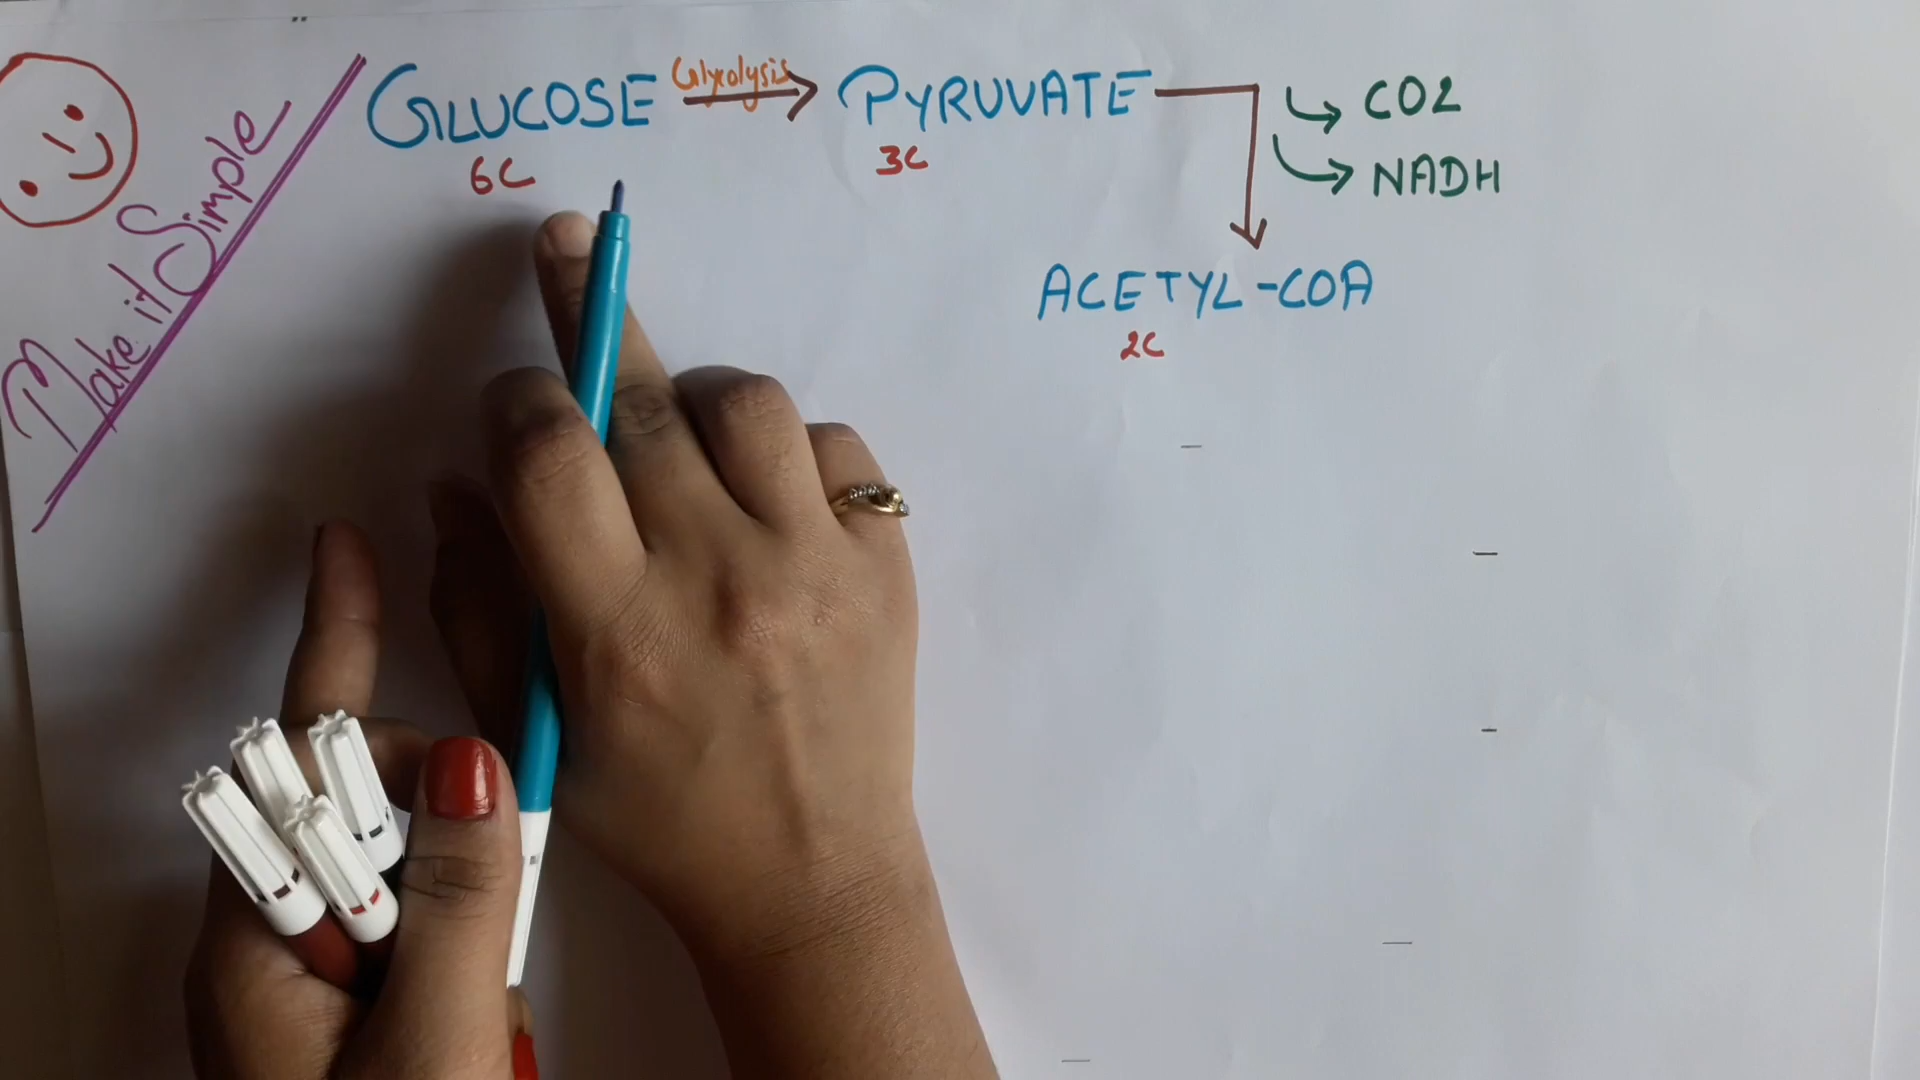 Make it Simple
GLUCOSE Glycolysis PYRUVATE CO2
6C 3C NADH
ACETYL-COA
2C